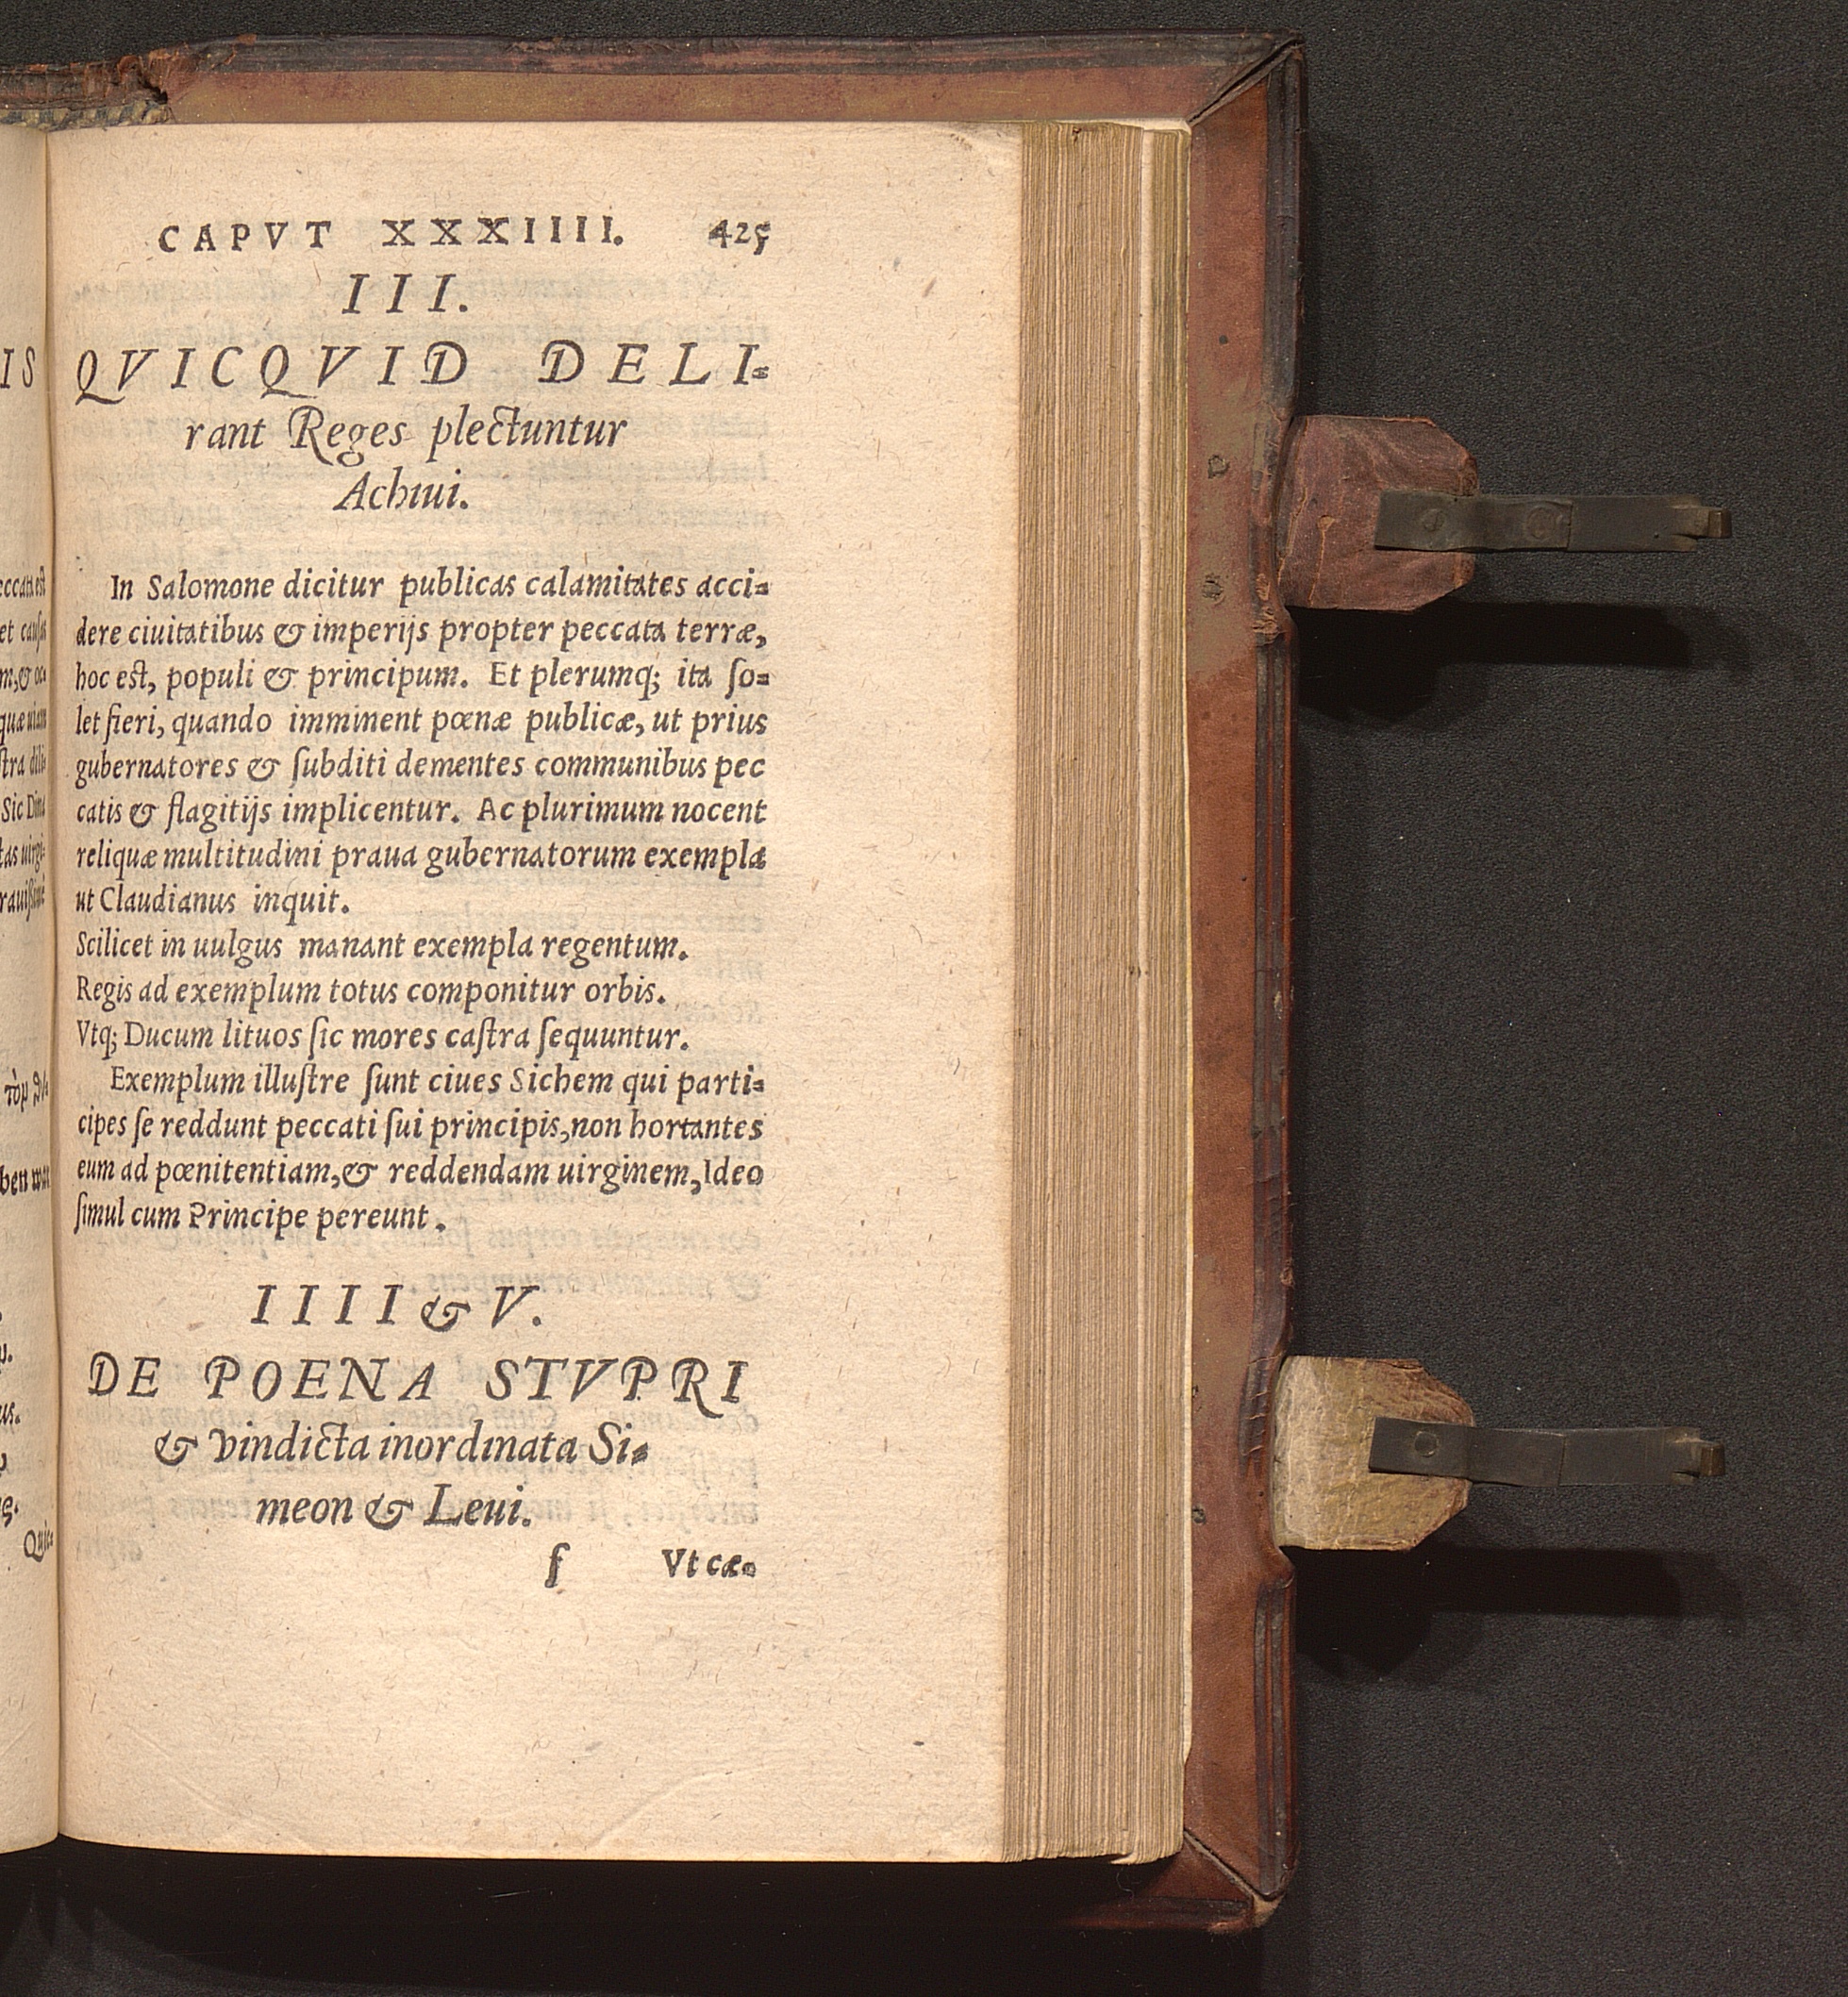 CAPVT XXXIIII. 425
III.
QVICQVID DELI-
rant Reges plectuntur
Achiui.
In Salomone dicitur publicas calamitates acci-
dere ciuitatibus & imperijs propter peccata terræ,
hoc est, populi & principum. Et plerumq; ita ſo-
let fieri, quando imminent pœnæ publicæ, ut prius
gubernatores & ſubditi dementes communibus pec
catis & flagitijs implicentur. Ac plurimum nocent
reliquæ multitudini praua gubernatorum exempla
ut Claudianus inquit.
Scilicet in uulgus manant exempla regentum.
Regis ad exemplum totus componitur orbis.
Vtq; Ducum lituos ſic mores caſtra ſequuntur.
Exemplum illuſtre ſunt ciues Sichem qui parti-
cipes ſe reddunt peccati ſui principis, non hortantes
eum ad pœnitentiam, & reddendam uirginem, Ideo
ſimul cum Principe pereunt.
IIII & V.
DE POENA STVPRI
& vindicta inordinata Si-
meon & Leui.
f Vt cæ-